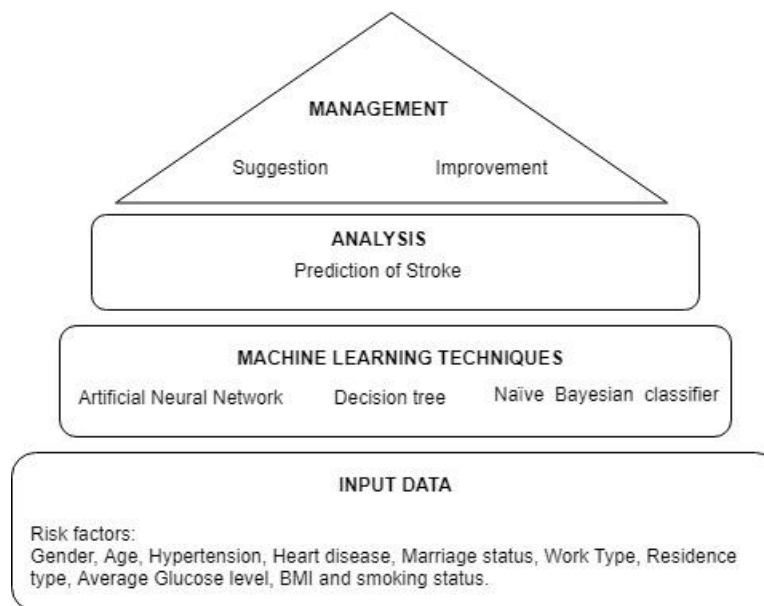 MANAGEMENT
Suggestion Improvement
ANALYSIS
Prediction of Stroke
MACHINE LEARNING TECHNIQUES
Artificial Neural Network Decision tree Naïve Bayesian classifier
INPUT DATA
Risk factors:
Gender, Age, Hypertension, Heart disease, Marriage status, Work Type, Residence
type, Average Glucose level, BMI and smoking status.